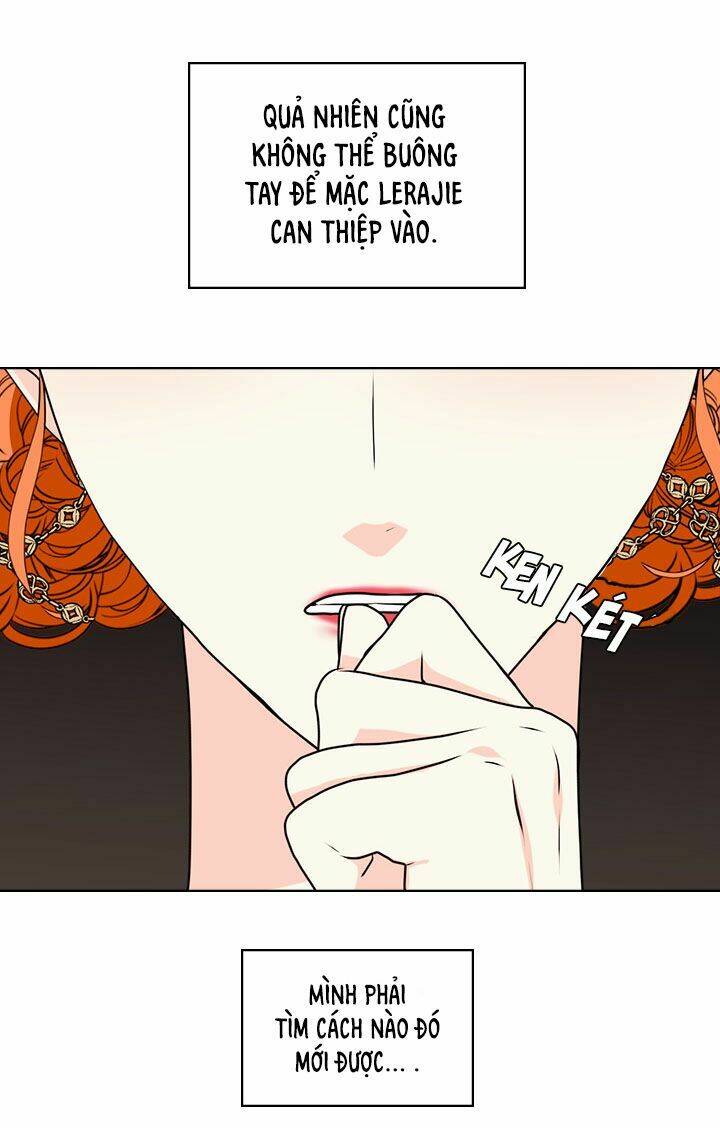 QUẢ NHIÊN CŨNG
KHÔNG THỂ BUÔNG
TAY ĐỂ MẶC LERAJIE
CAN THIỆP VÀO.
KEN KÉT
MÌNH PHẢI
TÌM CÁCH NÀO ĐÓ
MỚI ĐƯỢC... .